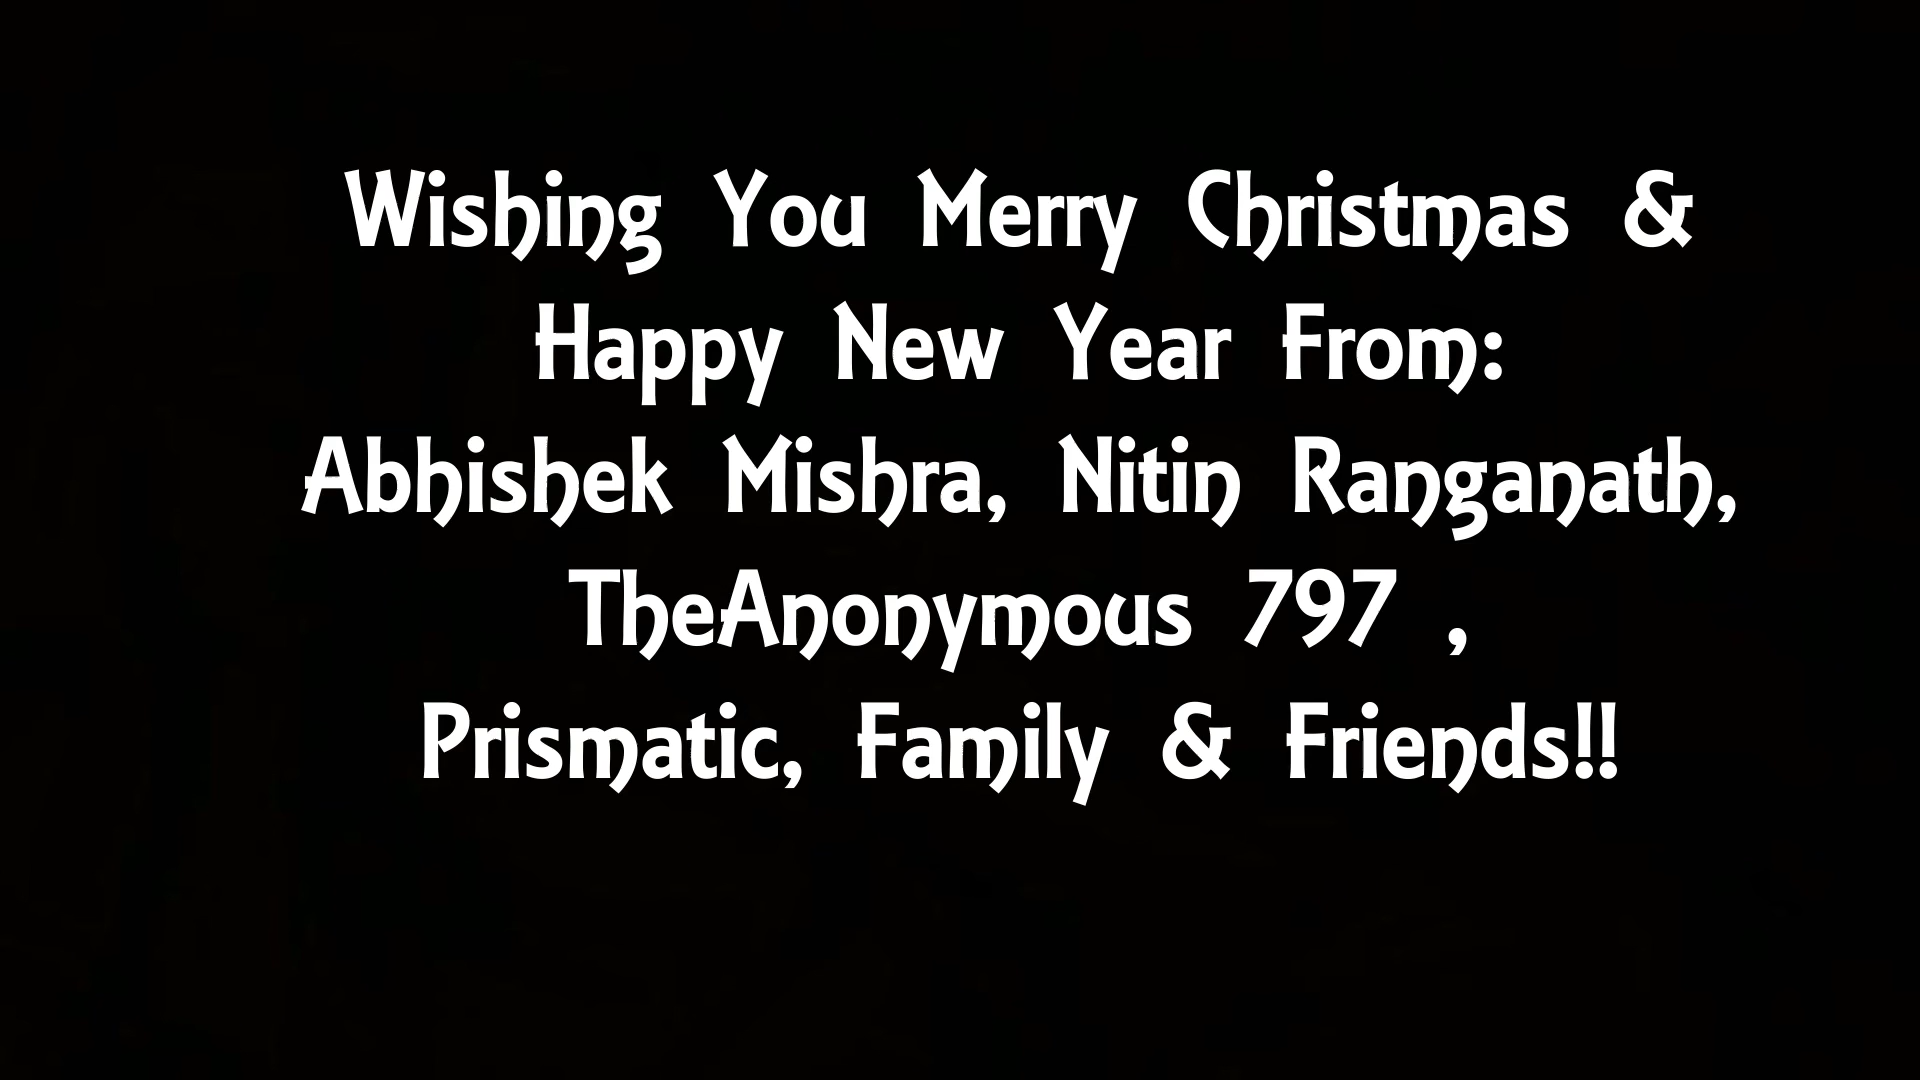 Wishing You Merry Christmas &
Happy New Year From:
Abhishek Mishra, Nitin Ranganath,
TheAnonymous 797 ,
Prismatic, Family & Friends!!